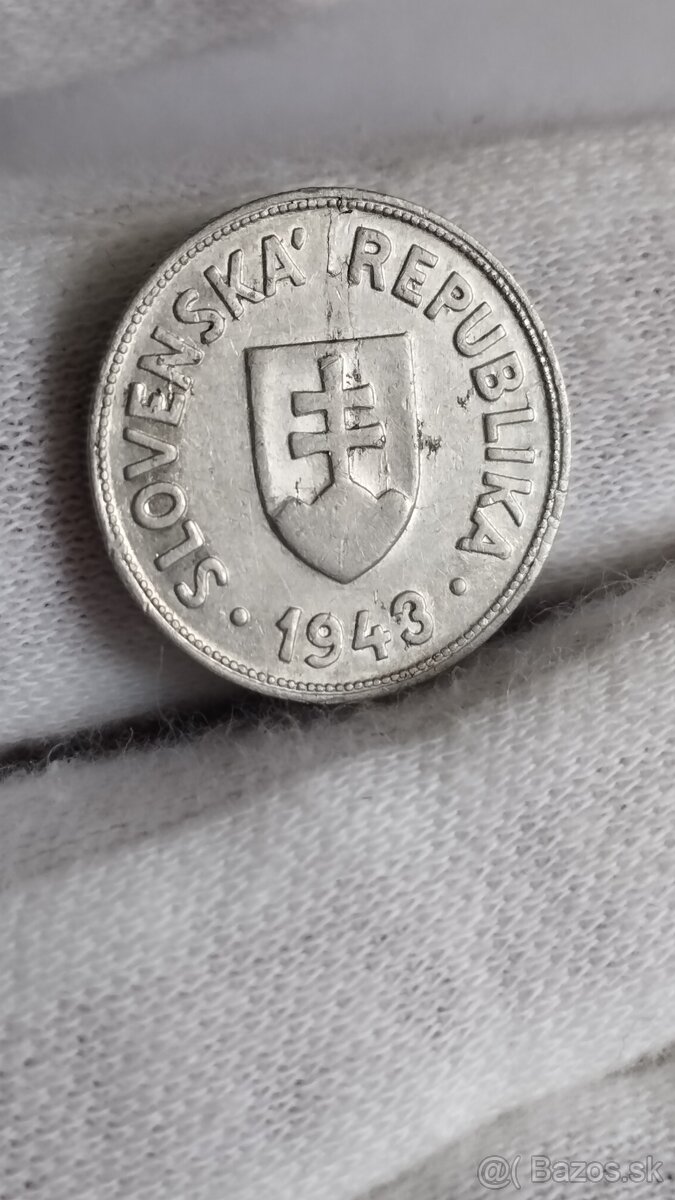 SLOVENSKÁ REPUBLIKA
· 1943 ·
@( Bazos.sk